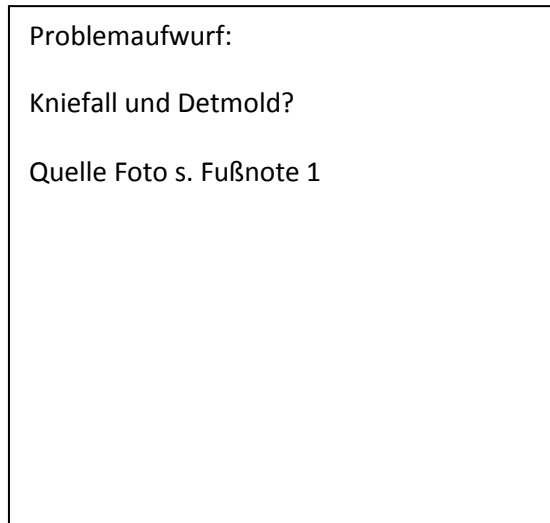 Problemaufwurf:
Kniefall und Detmold?
Quelle Foto s. Fußnote 1